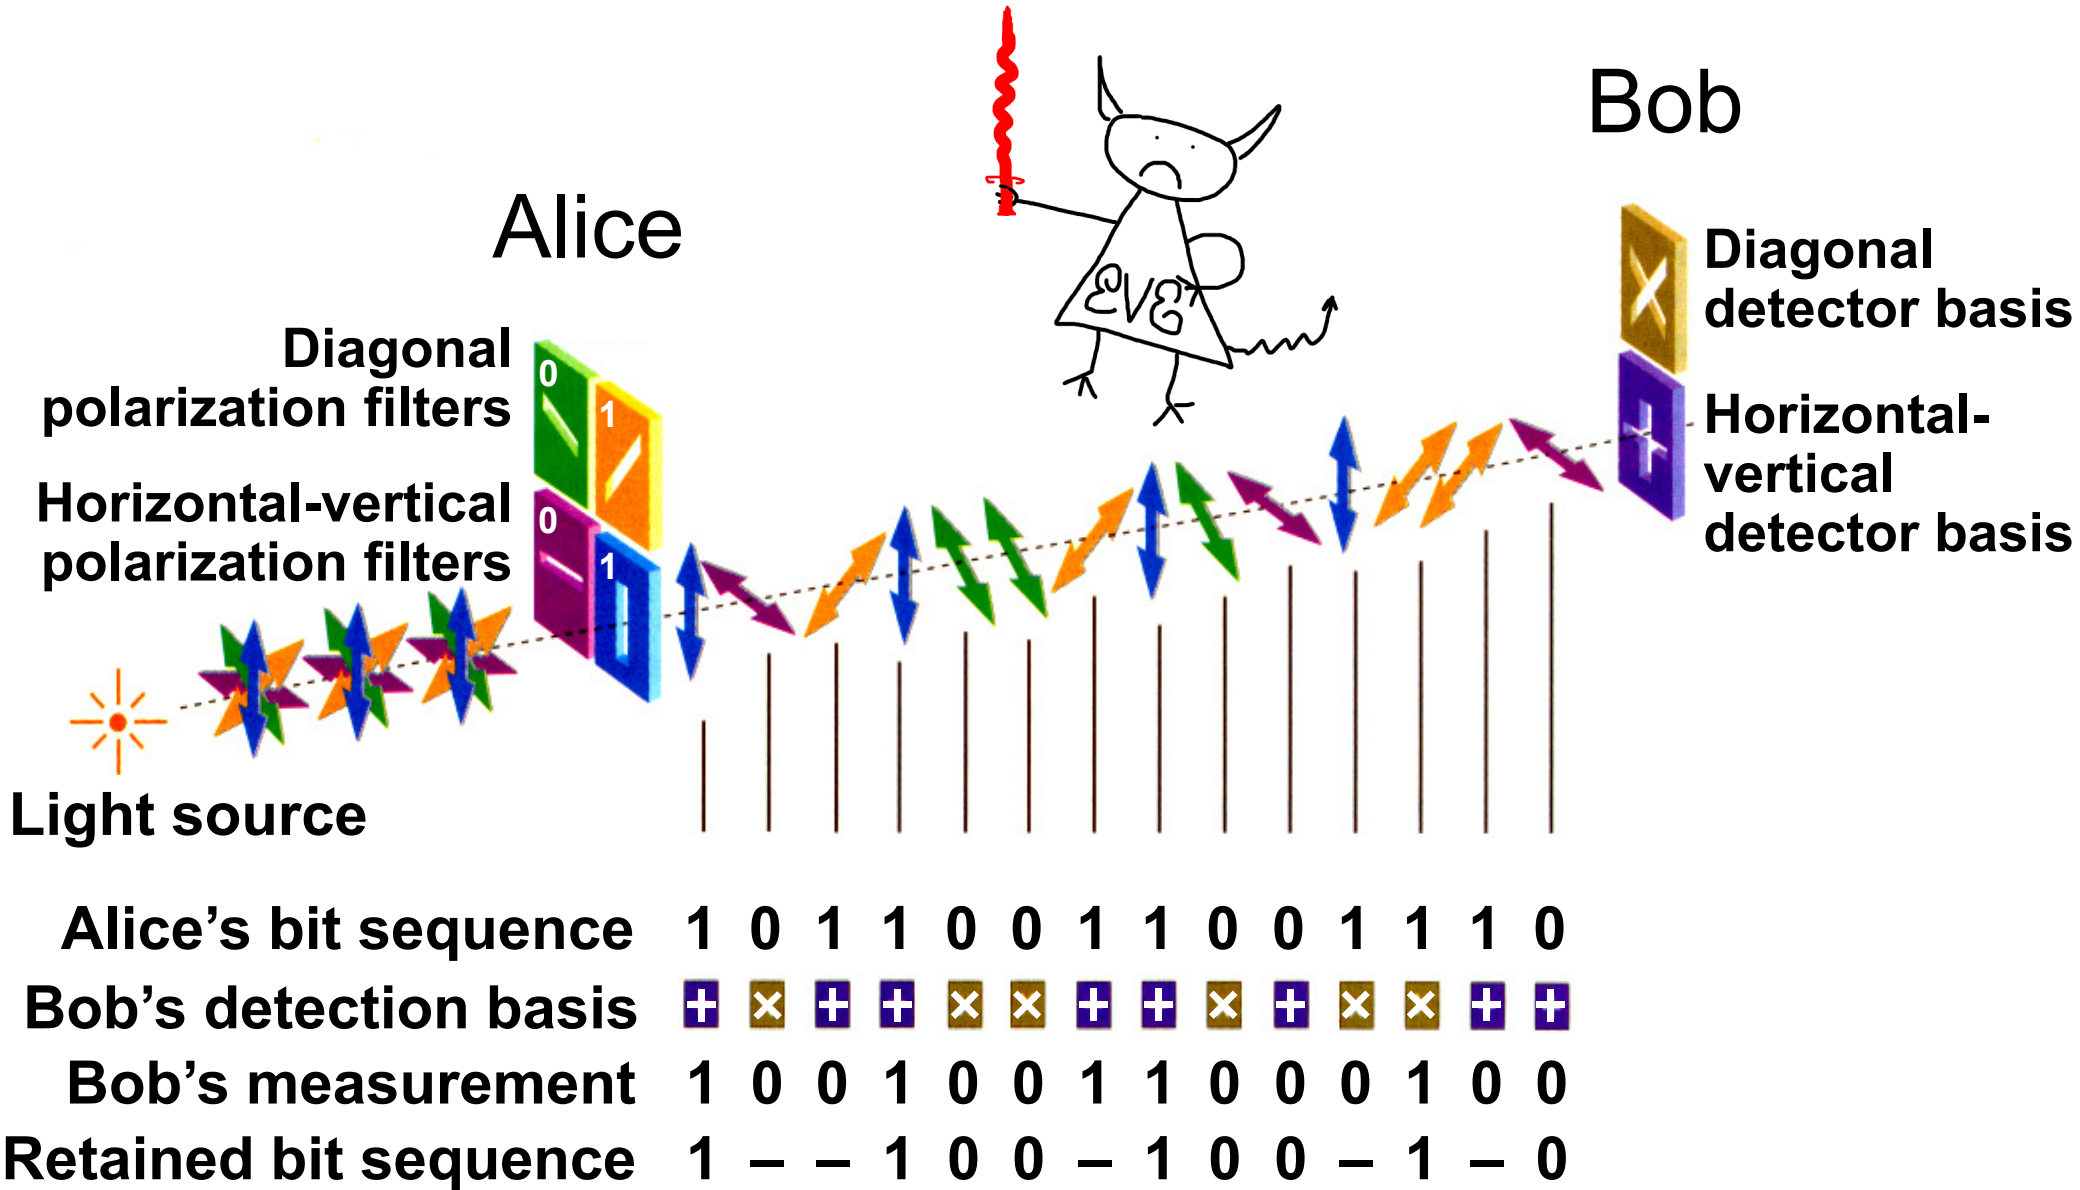 Alice
Bob
EVE
Diagonal
polarization filters
Horizontal-vertical
polarization filters
0
1
0
1
Diagonal
detector basis
Horizontal-
vertical
detector basis
Light source
Alice’s bit sequence 1 0 1 1 0 0 1 1 0 0 1 1 1 0
Bob’s detection basis + × + + × × + + × + × × + +
Bob’s measurement 1 0 0 1 0 0 1 1 0 0 0 1 0 0
Retained bit sequence 1 – – 1 0 0 – 1 0 0 – 1 – 0